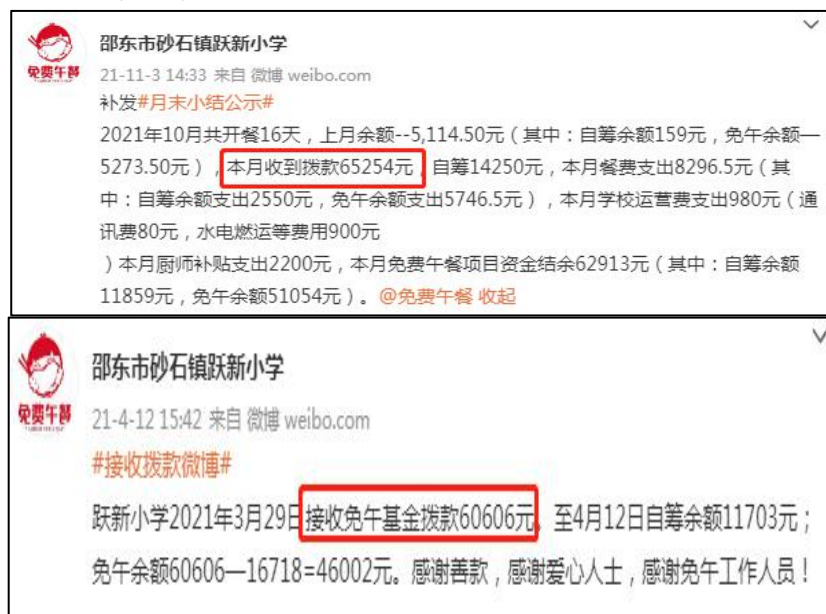 邵东市砂石镇跃新小学
免费午餐
21-11-3 14:33 来自 微博 weibo.com
补发#月末小结公示#
2021年10月共开餐16天，上月余额--5,114.50元（其中：自筹余额159元，免午余额—
5273.50元），本月收到拨款65254元，自筹14250元，本月餐费支出8296.5元（其
中：自筹余额支出2550元，免午余额支出5746.5元），本月学校运营费支出980元（通
讯费80元，水电燃运等费用900元
）本月厨师补贴支出2200元，本月免费午餐项目资金结余62913元（其中：自筹余额
11859元，免午余额51054元）。@免费午餐 收起
邵东市砂石镇跃新小学
免费午餐
21-4-12 15:42 来自 微博 weibo.com
#接收拨款微博#
跃新小学2021年3月29日接收免午基金拨款60606元。至4月12日自筹余额11703元；
免午余额60606—16718=46002元。感谢善款，感谢爱心人士，感谢免午工作人员！